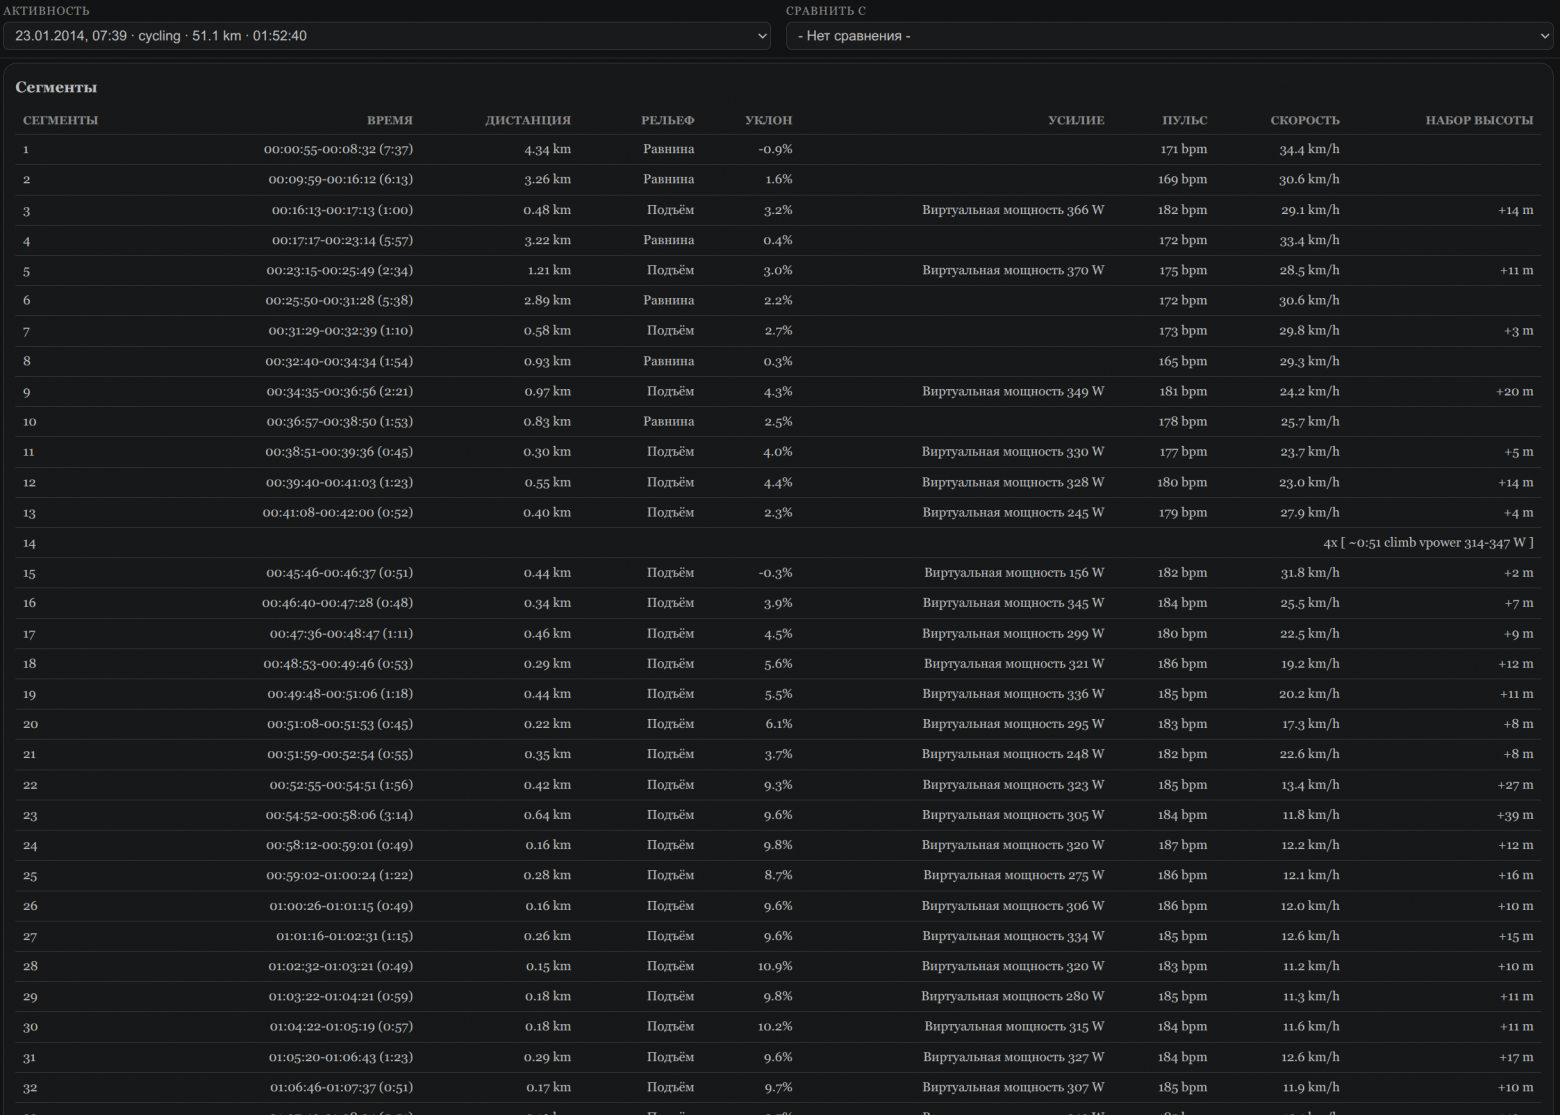 АКТИВНОСТЬ СРАВНИТЬ С
23.01.2014, 07:39 · cycling · 51.1 km · 01:52:40 - Нет сравнения -
Сегменты
СЕГМЕНТЫ ВРЕМЯ ДИСТАНЦИЯ РЕЛЬЕФ УКЛОН УСИЛИЕ ПУЛЬС СКОРОСТЬ НАБОР ВЫСОТЫ
1 00:00:55-00:08:32 (7:37) 4.34 km Равнина -0.9% 171 bpm 34.4 km/h
2 00:09:59-00:16:12 (6:13) 3.26 km Равнина 1.6% 169 bpm 30.6 km/h
3 00:16:13-00:17:13 (1:00) 0.48 km Подъём 3.2% Виртуальная мощность 366 W 182 bpm 29.1 km/h +14 m
4 00:17:17-00:23:14 (5:57) 3.22 km Равнина 0.4% 172 bpm 33.4 km/h
5 00:23:15-00:25:49 (2:34) 1.21 km Подъём 3.0% Виртуальная мощность 370 W 175 bpm 28.5 km/h +11 m
6 00:25:50-00:31:28 (5:38) 2.89 km Равнина 2.2% 172 bpm 30.6 km/h
7 00:31:29-00:32:39 (1:10) 0.58 km Подъём 2.7% 173 bpm 29.8 km/h +3 m
8 00:32:40-00:34:34 (1:54) 0.93 km Равнина 0.3% 165 bpm 29.3 km/h
9 00:34:35-00:36:56 (2:21) 0.97 km Подъём 4.3% Виртуальная мощность 349 W 181 bpm 24.2 km/h +20 m
10 00:36:57-00:38:50 (1:53) 0.83 km Равнина 2.5% 178 bpm 25.7 km/h
11 00:38:51-00:39:36 (0:45) 0.30 km Подъём 4.0% Виртуальная мощность 330 W 177 bpm 23.7 km/h +5 m
12 00:39:40-00:41:03 (1:23) 0.55 km Подъём 4.4% Виртуальная мощность 328 W 180 bpm 23.0 km/h +14 m
13 00:41:08-00:42:00 (0:52) 0.40 km Подъём 2.3% Виртуальная мощность 245 W 179 bpm 27.9 km/h +4 m
14 4x [ ~0:51 climb vpower 314-347 W ]
15 00:45:46-00:46:37 (0:51) 0.44 km Подъём -0.3% Виртуальная мощность 156 W 182 bpm 31.8 km/h +2 m
16 00:46:40-00:47:28 (0:48) 0.34 km Подъём 3.9% Виртуальная мощность 345 W 184 bpm 25.5 km/h +7 m
17 00:47:36-00:48:47 (1:11) 0.46 km Подъём 4.5% Виртуальная мощность 299 W 180 bpm 22.5 km/h +9 m
18 00:48:53-00:49:46 (0:53) 0.29 km Подъём 5.6% Виртуальная мощность 321 W 186 bpm 19.2 km/h +12 m
19 00:49:48-00:51:06 (1:18) 0.44 km Подъём 5.5% Виртуальная мощность 336 W 185 bpm 20.2 km/h +11 m
20 00:51:08-00:51:53 (0:45) 0.22 km Подъём 6.1% Виртуальная мощность 295 W 183 bpm 17.3 km/h +8 m
21 00:51:59-00:52:54 (0:55) 0.35 km Подъём 3.7% Виртуальная мощность 248 W 182 bpm 22.6 km/h +8 m
22 00:52:55-00:54:51 (1:56) 0.42 km Подъём 9.3% Виртуальная мощность 323 W 185 bpm 13.4 km/h +27 m
23 00:54:52-00:58:06 (3:14) 0.64 km Подъём 9.6% Виртуальная мощность 305 W 184 bpm 11.8 km/h +39 m
24 00:58:12-00:59:01 (0:49) 0.16 km Подъём 9.8% Виртуальная мощность 320 W 187 bpm 12.2 km/h +12 m
25 00:59:02-01:00:24 (1:22) 0.28 km Подъём 8.7% Виртуальная мощность 275 W 186 bpm 12.1 km/h +16 m
26 01:00:26-01:01:15 (0:49) 0.16 km Подъём 9.6% Виртуальная мощность 306 W 186 bpm 12.0 km/h +10 m
27 01:01:16-01:02:31 (1:15) 0.26 km Подъём 9.6% Виртуальная мощность 334 W 185 bpm 12.6 km/h +15 m
28 01:02:32-01:03:21 (0:49) 0.15 km Подъём 10.9% Виртуальная мощность 320 W 183 bpm 11.2 km/h +10 m
29 01:03:22-01:04:21 (0:59) 0.18 km Подъём 9.8% Виртуальная мощность 280 W 185 bpm 11.3 km/h +11 m
30 01:04:22-01:05:19 (0:57) 0.18 km Подъём 10.2% Виртуальная мощность 315 W 184 bpm 11.6 km/h +11 m
31 01:05:20-01:06:43 (1:23) 0.29 km Подъём 9.6% Виртуальная мощность 327 W 184 bpm 12.6 km/h +17 m
32 01:06:46-01:07:37 (0:51) 0.17 km Подъём 9.7% Виртуальная мощность 307 W 185 bpm 11.9 km/h +10 m